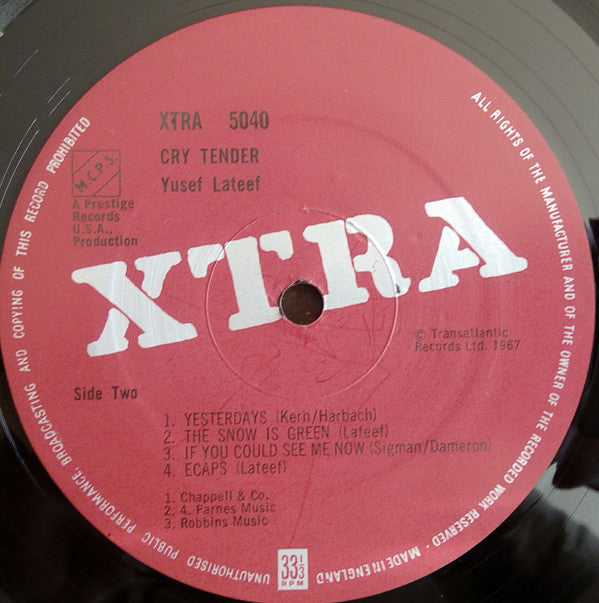 XTRA 5040
CRY TENDER
Yusef Lateef
M.C.P.S.
A Prestige
Records
U.S.A.,
Production
XTRA
© Transatlantic
Records Ltd. 1967
Side Two
1. YESTERDAYS (Kern/Harbach)
2. THE SNOW IS GREEN (Lateef)
3. IF YOU COULD SEE ME NOW (Sigman/Dameron)
4. ECAPS (Lateef)
1. Chappell & Co.
2, 4. Farnes Music
3. Robbins Music
33 1/3
RPM
ALL RIGHTS OF THE MANUFACTURER AND OF THE OWNER OF THE RECORDED WORK RESERVED - MADE IN ENGLAND
UNAUTHORISED PUBLIC PERFORMANCE, BROADCASTING AND COPYING OF THIS RECORD PROHIBITED